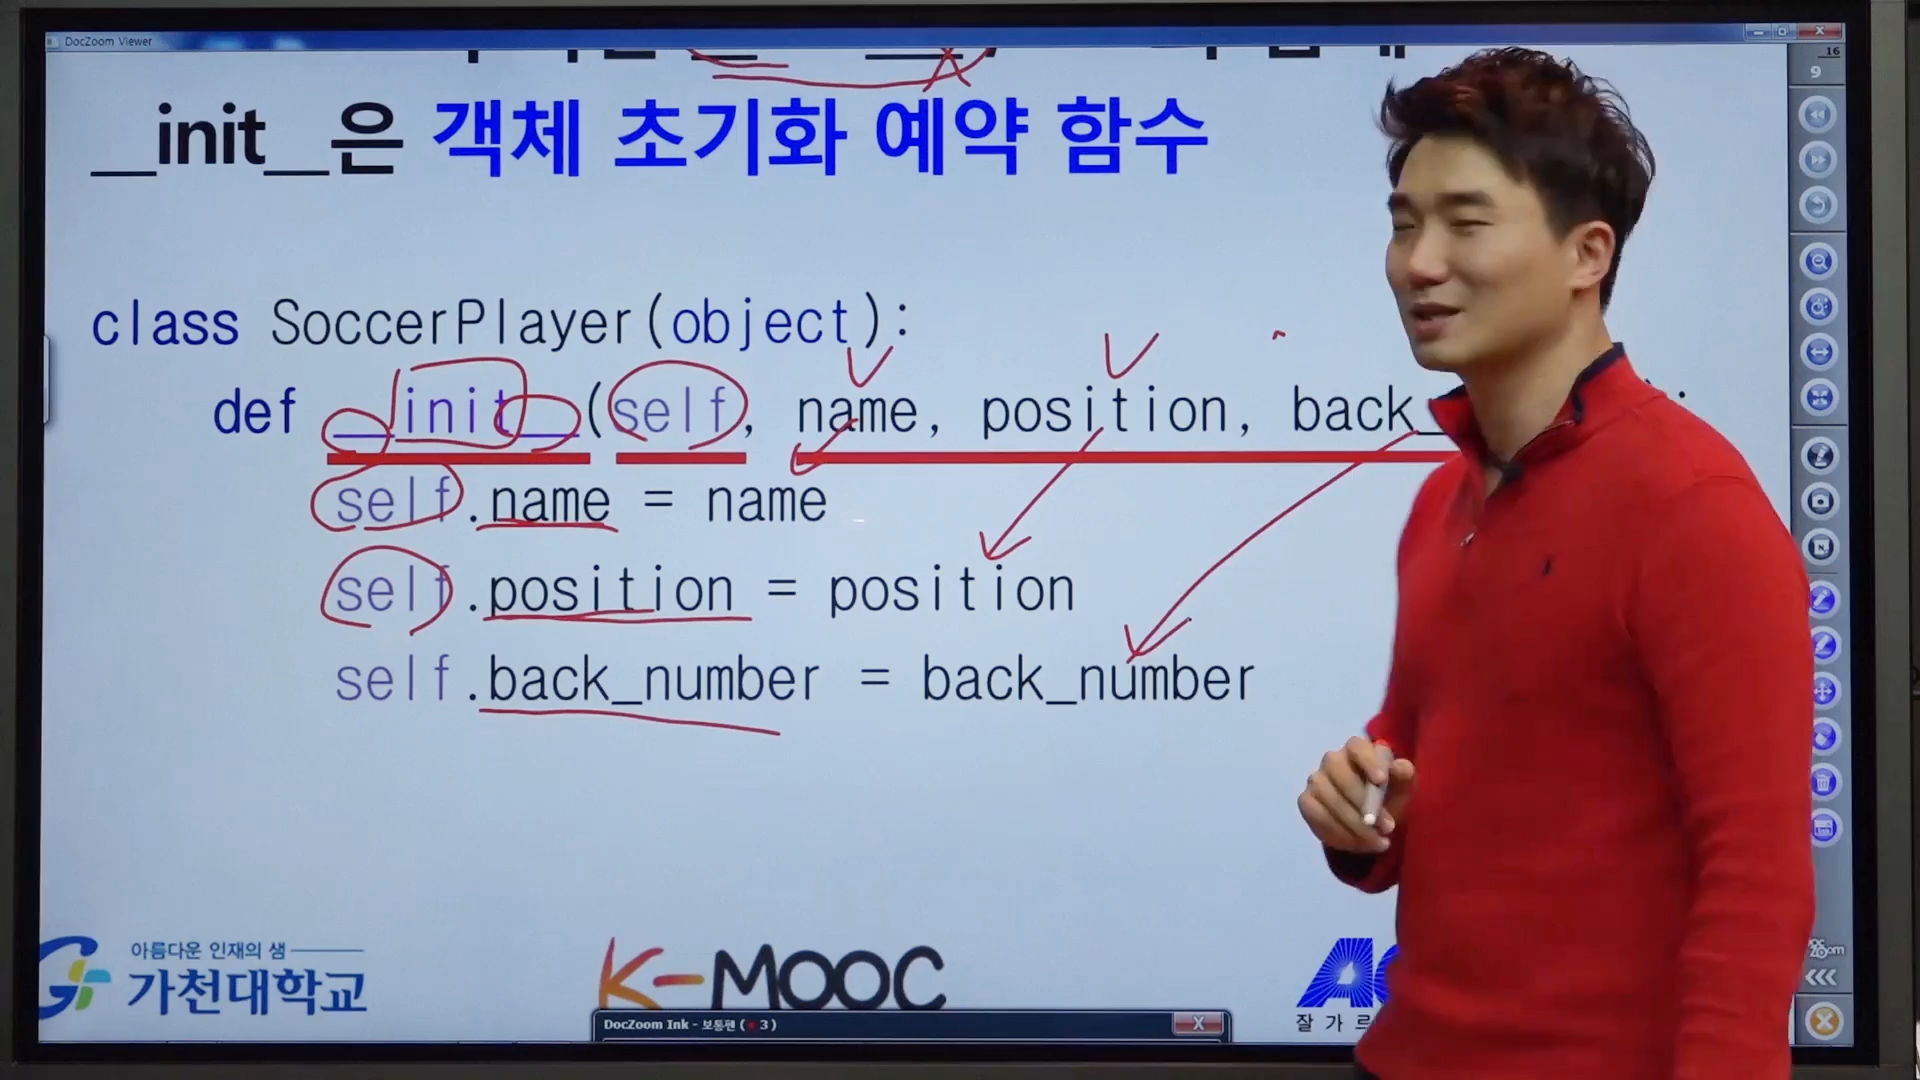 DocZoom Viewer
16
9
__init__은 객체 초기화 예약 함수
class SoccerPlayer(object):
def __init__(self, name, position, back_
self.name = name
self.position = position
self.back_number = back_number
아름다운 인재의 샘
가천대학교
K-MOOC
잘 가르
DocZoom Ink - 보통펜 ( 3 )
X